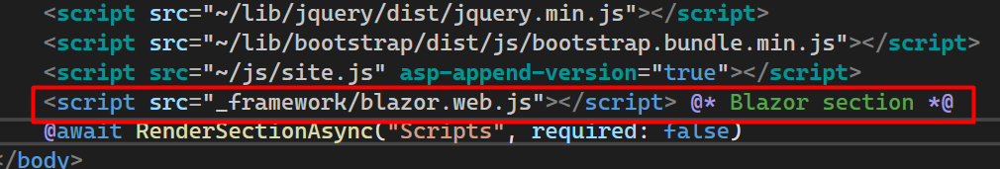 <script src="~/lib/jquery/dist/jquery.min.js"></script>
<script src="~/lib/bootstrap/dist/js/bootstrap.bundle.min.js"></script>
<script src="~/js/site.js" asp-append-version="true"></script>
<script src="_framework/blazor.web.js"></script> @* Blazor section *@
@await RenderSectionAsync("Scripts", required: false)
</body>